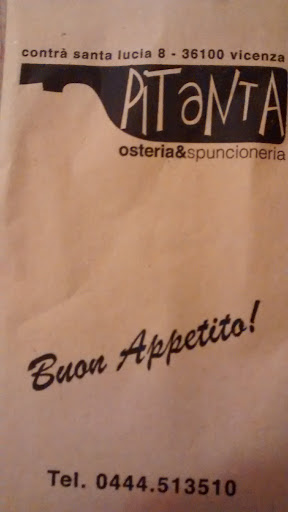 contrà santa lucia 8 - 36100 vicenza
PiTaNTA
osteria&spuncioneria
Buon Appetito!
Tel. 0444.513510